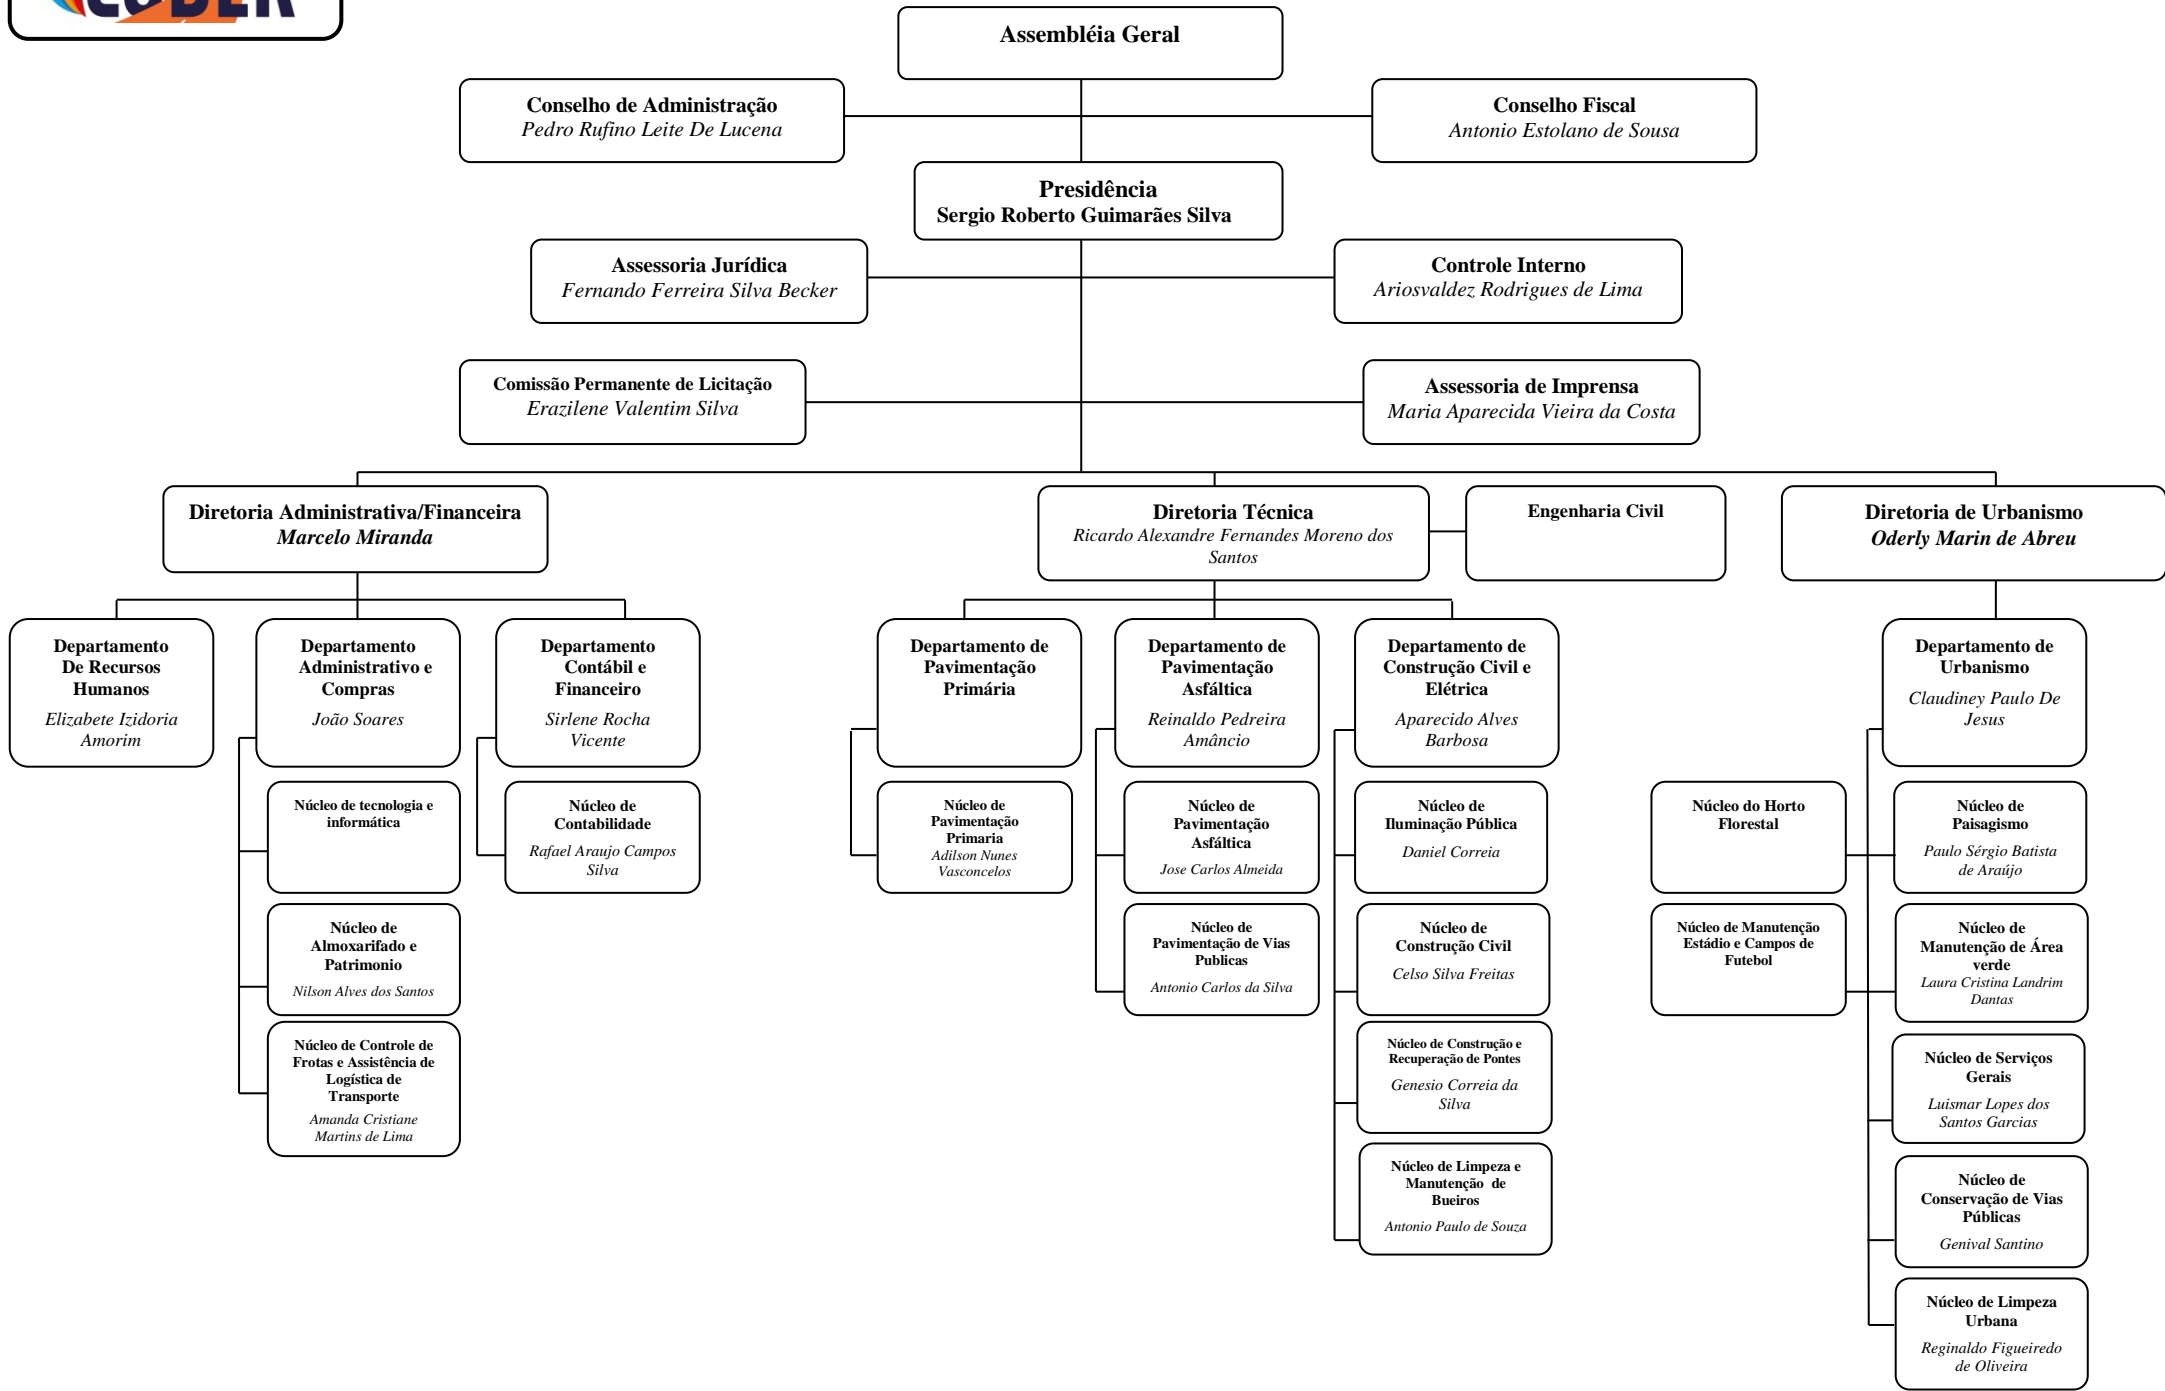 CODER
Assembléia Geral
Conselho de Administração
Pedro Rufino Leite De Lucena
Conselho Fiscal
Antonio Estolano de Sousa
Presidência
Sergio Roberto Guimarães Silva
Assessoria Jurídica
Fernando Ferreira Silva Becker
Controle Interno
Ariosvaldez Rodrigues de Lima
Comissão Permanente de Licitação
Erazilene Valentim Silva
Assessoria de Imprensa
Maria Aparecida Vieira da Costa
Diretoria Administrativa/Financeira
Marcelo Miranda
Diretoria Técnica
Ricardo Alexandre Fernandes Moreno dos
Santos
Engenharia Civil
Diretoria de Urbanismo
Oderly Marin de Abreu
Departamento
De Recursos
Humanos
Elizabete Izidoria
Amorim
Departamento
Administrativo e
Compras
João Soares
Departamento
Contábil e
Financeiro
Sirlene Rocha
Vicente
Departamento de
Pavimentação
Primária
Departamento de
Pavimentação
Asfáltica
Reinaldo Pedreira
Amâncio
Departamento de
Construção Civil e
Elétrica
Aparecido Alves
Barbosa
Departamento de
Urbanismo
Claudiney Paulo De
Jesus
Núcleo de tecnologia e
informática
Núcleo de
Contabilidade
Rafael Araujo Campos
Silva
Núcleo de
Pavimentação
Primaria
Adilson Nunes
Vasconcelos
Núcleo de
Pavimentação
Asfáltica
Jose Carlos Almeida
Núcleo de
Iluminação Pública
Daniel Correia
Núcleo do Horto
Florestal
Núcleo de
Paisagismo
Paulo Sérgio Batista
de Araújo
Núcleo de
Almoxarifado e
Patrimonio
Nilson Alves dos Santos
Núcleo de
Pavimentação de Vias
Publicas
Antonio Carlos da Silva
Núcleo de
Construção Civil
Celso Silva Freitas
Núcleo de Manutenção
Estádio e Campos de
Futebol
Núcleo de
Manutenção de Área
verde
Laura Cristina Landrim
Dantas
Núcleo de Controle de
Frotas e Assistência de
Logística de
Transporte
Amanda Cristiane
Martins de Lima
Núcleo de Construção e
Recuperação de Pontes
Genesio Correia da
Silva
Núcleo de Serviços
Gerais
Luismar Lopes dos
Santos Garcias
Núcleo de Limpeza e
Manutenção de
Bueiros
Antonio Paulo de Souza
Núcleo de
Conservação de Vias
Públicas
Genival Santino
Núcleo de Limpeza
Urbana
Reginaldo Figueiredo
de Oliveira